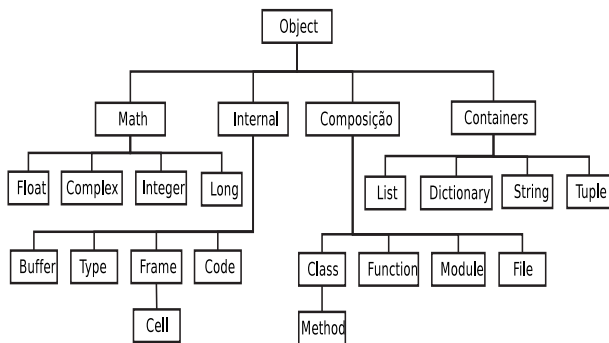 Object
Math Internal Composição Containers
Float Complex Integer Long List Dictionary String Tuple
Buffer Type Frame Code Class Function Module File
Cell Method